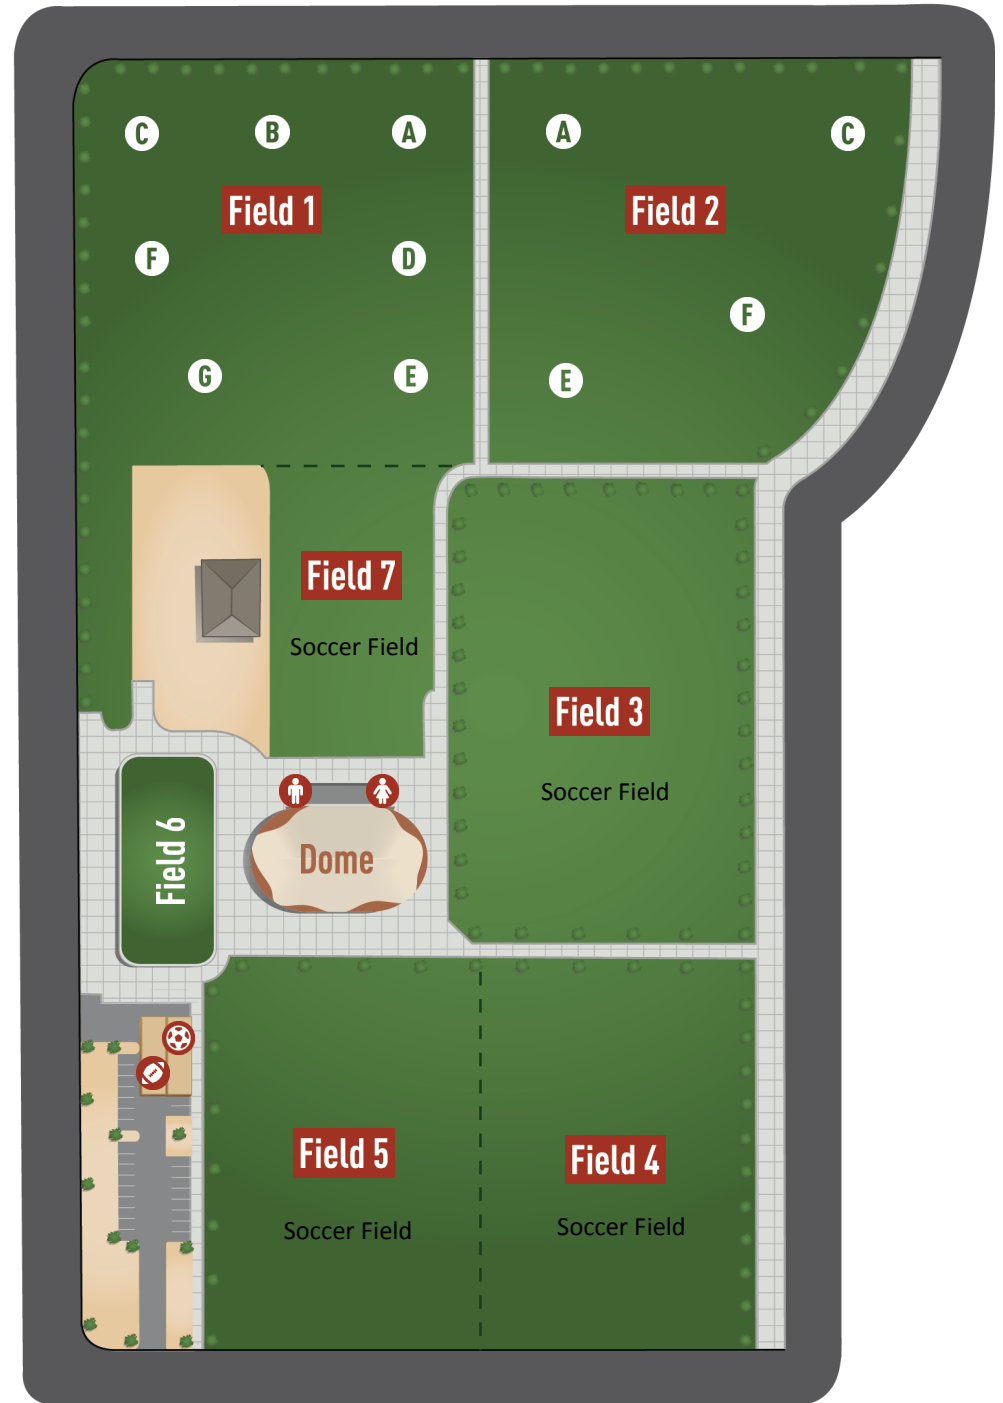 C B A
A C
Field 1
Field 2
F D
F
G E
E
Field 7
Soccer Field
Field 3
Soccer Field
Field 6
Dome
Field 5
Field 4
Soccer Field
Soccer Field